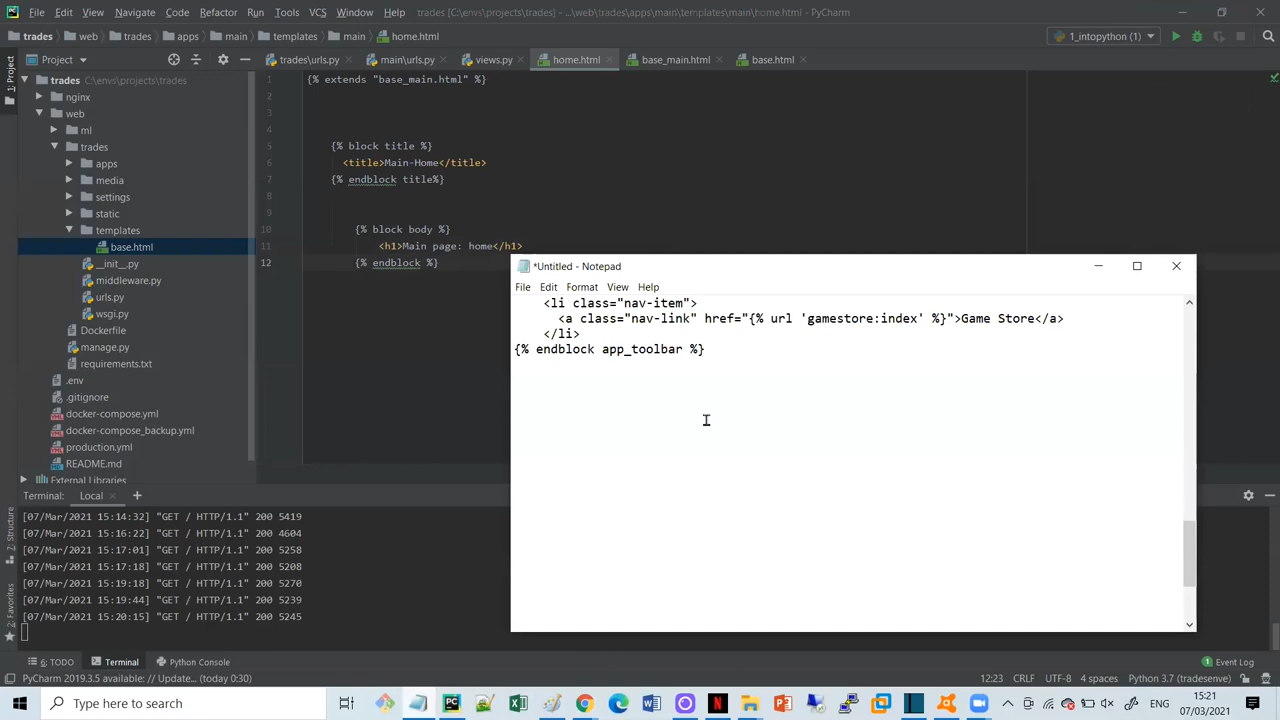 File Edit View Navigate Code Refactor Run Tools VCS Window Help trades [C:\envs\projects\trades] - ...\web\trades\apps\main\templates\main\home.html - PyCharm
trades web trades apps main templates main home.html 1_intopython (1)
1: Project
Project
trades\urls.py main\urls.py views.py home.html base_main.html base.html
trades C:\envs\projects\trades
nginx
web
ml
trades
apps
media
settings
static
templates
base.html
__init__.py
middleware.py
urls.py
wsgi.py
Dockerfile
manage.py
requirements.txt
.env
.gitignore
docker-compose.yml
docker-compose_backup.yml
production.yml
README.md
External Libraries
1 {% extends "base_main.html" %}
2
3
4
5 {% block title %}
6 <title>Main-Home</title>
7 {% endblock title%}
8
9
10 {% block body %}
11 <h1>Main page: home</h1>
12 {% endblock %}
*Untitled - Notepad
File Edit Format View Help
<li class="nav-item">
<a class="nav-link" href="{% url 'gamestore:index' %}">Game Store</a>
</li>
{% endblock app_toolbar %}
Terminal: Local
[07/Mar/2021 15:14:32] "GET / HTTP/1.1" 200 5419
[07/Mar/2021 15:16:22] "GET / HTTP/1.1" 200 4604
[07/Mar/2021 15:17:01] "GET / HTTP/1.1" 200 5258
[07/Mar/2021 15:17:18] "GET / HTTP/1.1" 200 5208
[07/Mar/2021 15:19:18] "GET / HTTP/1.1" 200 5270
[07/Mar/2021 15:19:44] "GET / HTTP/1.1" 200 5239
[07/Mar/2021 15:20:15] "GET / HTTP/1.1" 200 5245
7: Structure
2: Favorites
6: TODO Terminal Python Console Event Log
PyCharm 2019.3.5 available: // Update... (today 0:30) 12:23 CRLF UTF-8 4 spaces Python 3.7 (tradesense)
Type here to search
ENG
15:21
07/03/2021